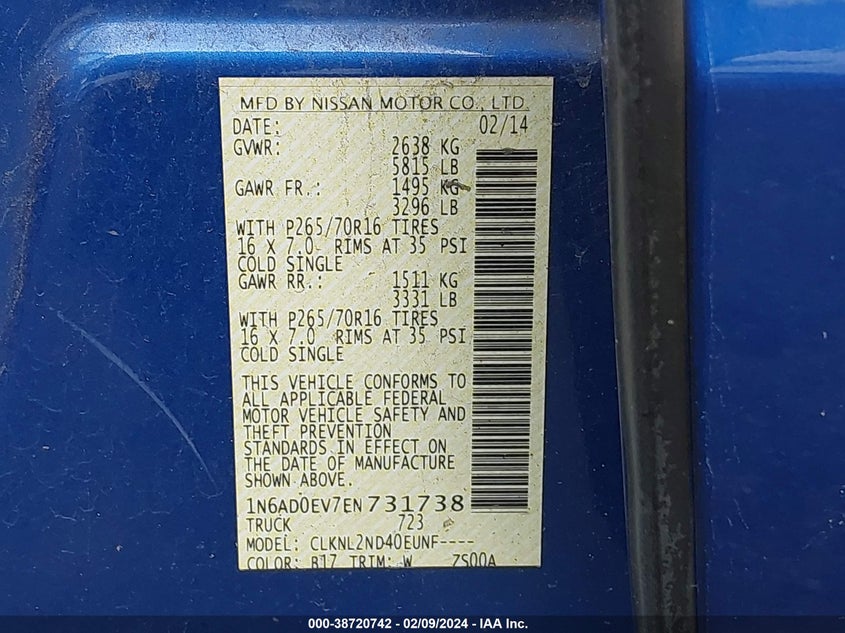 MFD BY NISSAN MOTOR CO., LTD.
DATE: 02/14
GVWR: 2638 KG
5815 LB
GAWR FR.: 1495 KG
3296 LB
WITH P265/70R16 TIRES
16 X 7.0 RIMS AT 35 PSI
COLD SINGLE
GAWR RR.: 1511 KG
3331 LB
WITH P265/70R16 TIRES
16 X 7.0 RIMS AT 35 PSI
COLD SINGLE
THIS VEHICLE CONFORMS TO
ALL APPLICABLE FEDERAL
MOTOR VEHICLE SAFETY AND
THEFT PREVENTION
STANDARDS IN EFFECT ON
THE DATE OF MANUFACTURE
SHOWN ABOVE.
1N6AD0EV7EN731738
TRUCK 723
MODEL: CLKNL2ND40EUNF----
COLOR: B17 TRIM: W ZS00A
000-38720742 - 02/09/2024 - IAA Inc.